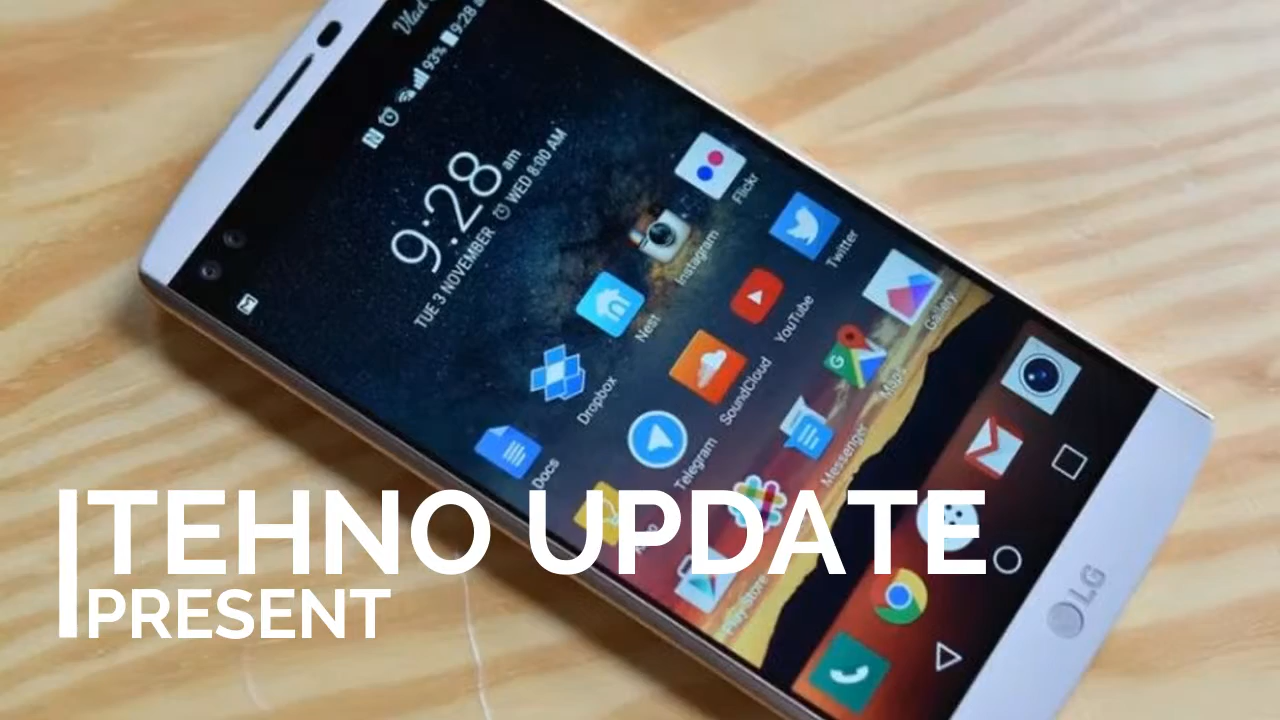 Vlad
93% 9:28
9:28 am
TUE 3 NOVEMBER WED 8:00 AM
Flickr
Instagram
Twitter
Nest
YouTube
Gallery
Dropbox
SoundCloud
G
Maps
Docs
Telegram
Messenger
Play Store
LG
TEHNO UPDATE
PRESENT